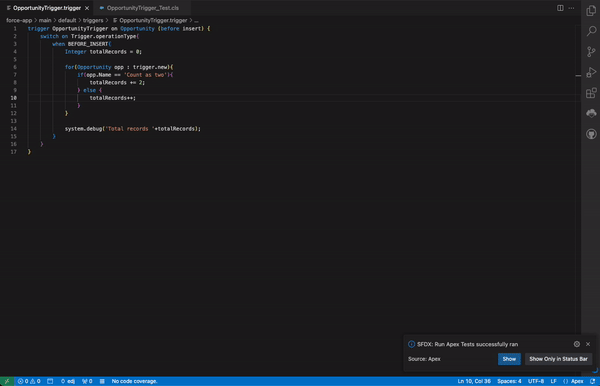 OpportunityTrigger.trigger
OpportunityTrigger_Test.cls
force-app > main > default > triggers > OpportunityTrigger.trigger > ...
1 trigger OpportunityTrigger on Opportunity (before insert) {
2 switch on Trigger.operationType{
3 when BEFORE_INSERT{
4 Integer totalRecords = 0;
5
6 for(Opportunity opp : trigger.new){
7 if(opp.Name == 'Count as two'){
8 totalRecords += 2;
9 } else {
10 totalRecords++;
11 }
12 }
13
14 system.debug('Total records '+totalRecords);
15 }
16 }
17 }
SFDX: Run Apex Tests successfully ran
Source: Apex
Show
Show Only in Status Bar
0 0 edj 0 No code coverage. Ln 10, Col 36 Spaces: 4 UTF-8 LF {} Apex